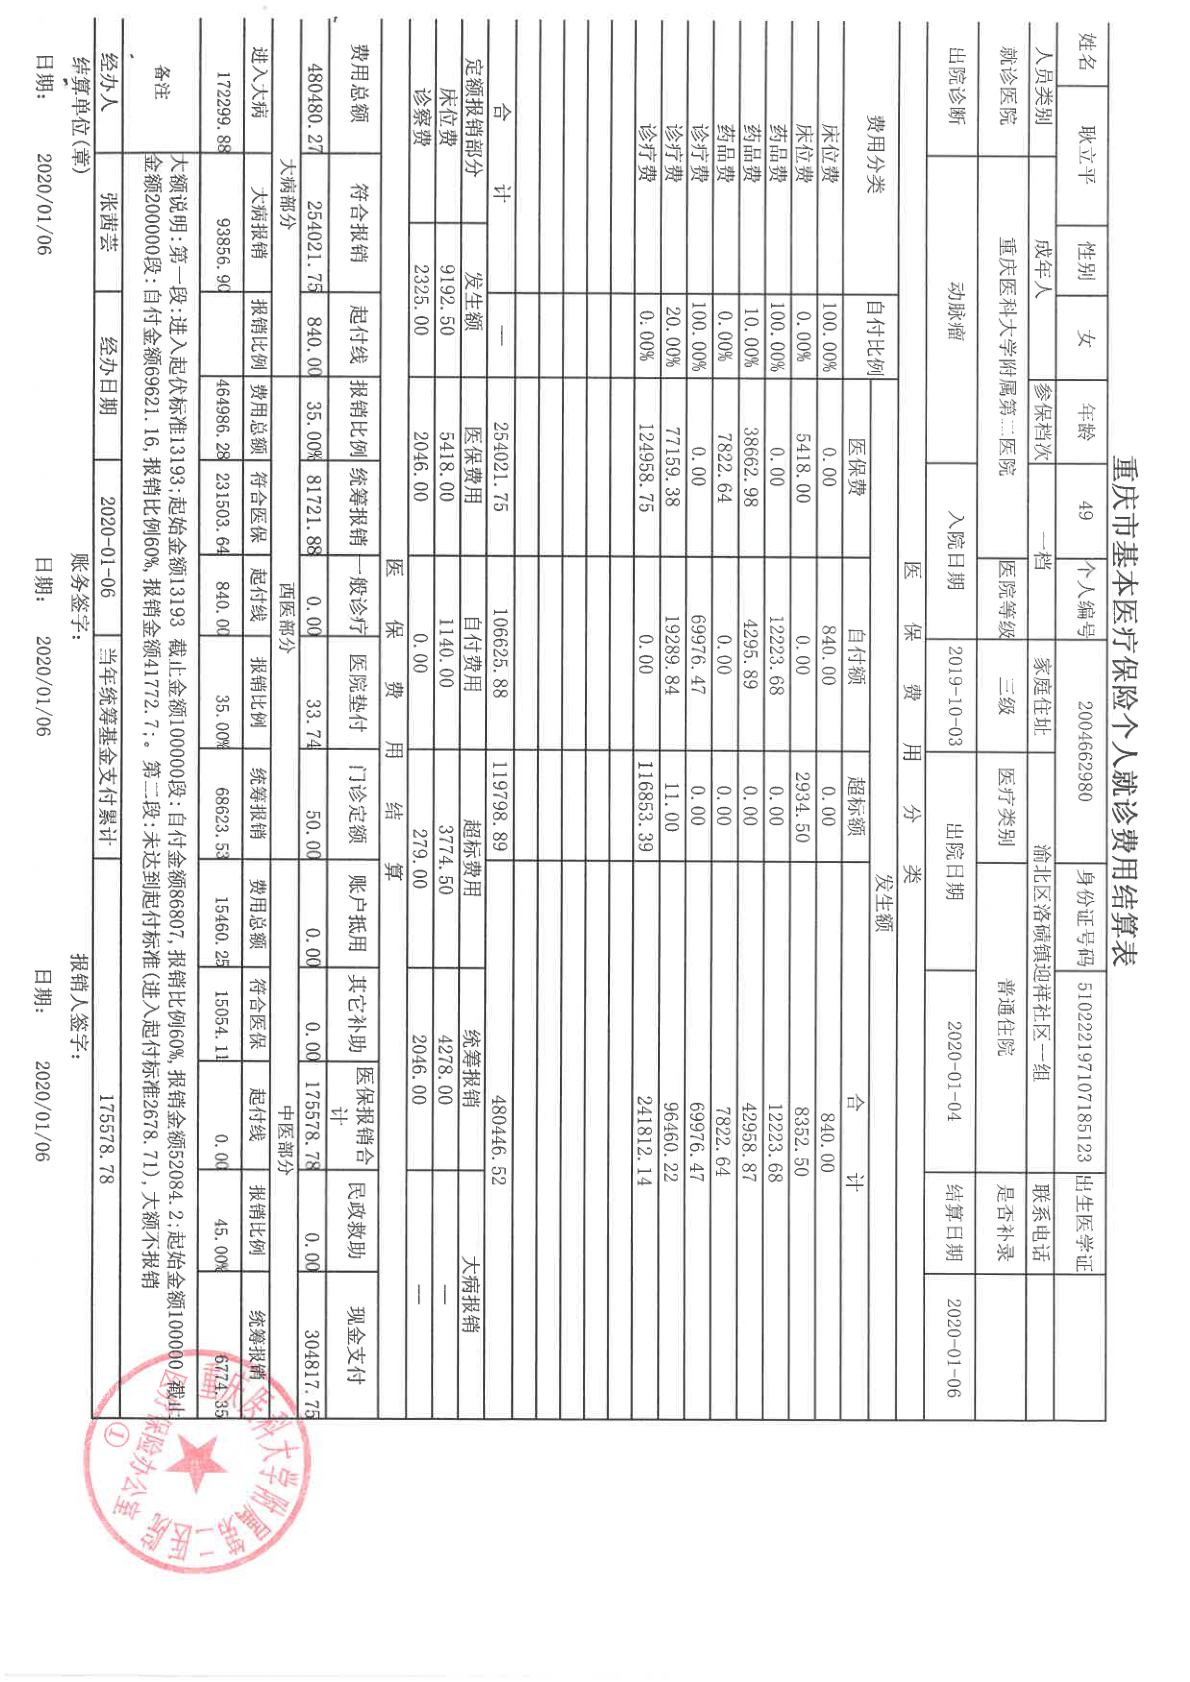 重庆市基本医疗保险个人就诊费用结算表
姓名 耿立平 性别 女 年龄 49 个人编号 2004662980 身份证号码 510222197107185123 出生医学证
人员类别 成年人 参保档次 一档 家庭住址 渝北区洛碛镇迎祥社区一组 联系电话
就诊医院 重庆医科大学附属第二医院 医院等级 三级 医疗类别 普通住院 是否补录
出院诊断 动脉瘤 入院日期 2019-10-03 出院日期 2020-01-04 结算日期 2020-01-06
医保费用分类
费用分类 自付比例 发生额
医保费 自付额 超标额 合计
床位费 100.00% 0.00 840.00 0.00 840.00
床位费 0.00% 5418.00 0.00 2934.50 8352.50
药品费 100.00% 0.00 12223.68 0.00 12223.68
药品费 10.00% 38662.98 4295.89 0.00 42958.87
药品费 0.00% 7822.64 0.00 0.00 7822.64
诊疗费 100.00% 0.00 69976.47 0.00 69976.47
诊疗费 20.00% 77159.38 19289.84 11.00 96460.22
诊疗费 0.00% 124958.75 0.00 116853.39 241812.14
合计 — 254021.75 106625.88 119798.89 480446.52
定额报销部分 发生额 医保费用 自付费用 超标费用 统筹报销 大病报销
床位费 9192.50 5418.00 1140.00 3774.50 4278.00 —
诊察费 2325.00 2046.00 0.00 279.00 2046.00 —
医保费用结算
费用总额 符合报销 起付线 报销比例 统筹报销 一般诊疗 医院垫付 门诊定额 账户抵用 其它补助 医保报销合计 民政救助 现金支付
480480.27 254021.75 840.00 35.00% 81721.88 0.00 33.74 50.00 0.00 0.00 175578.78 0.00 304817.75
大病部分 西医部分 中医部分
进入大病 大病报销 报销比例 费用总额 符合医保 起付线 报销比例 统筹报销 费用总额 符合医保 起付线 报销比例 统筹报销
172299.88 93856.90 464986.28 231503.64 840.00 35.00% 68623.53 15460.25 15054.11 0.00 45.00% 6774.35
备注 大额说明:第一段:进入起伏标准13193;起始金额13193 截止金额100000段:自付金额86807,报销比例60%,报销金额52084.2;起始金额100000 截止
金额200000段:自付金额69621.16,报销比例60%,报销金额41772.7;。第二段:未达到起付标准(进入起付标准2678.71),大额不报销
经办人 张茜芸 经办日期 2020-01-06 当年统筹基金支付累计 175578.78
结算单位(章) 账务签字: 报销人签字:
日期: 2020/01/06 日期: 2020/01/06 日期: 2020/01/06
重庆医科大学附属第二医院
医疗保险办公室
①